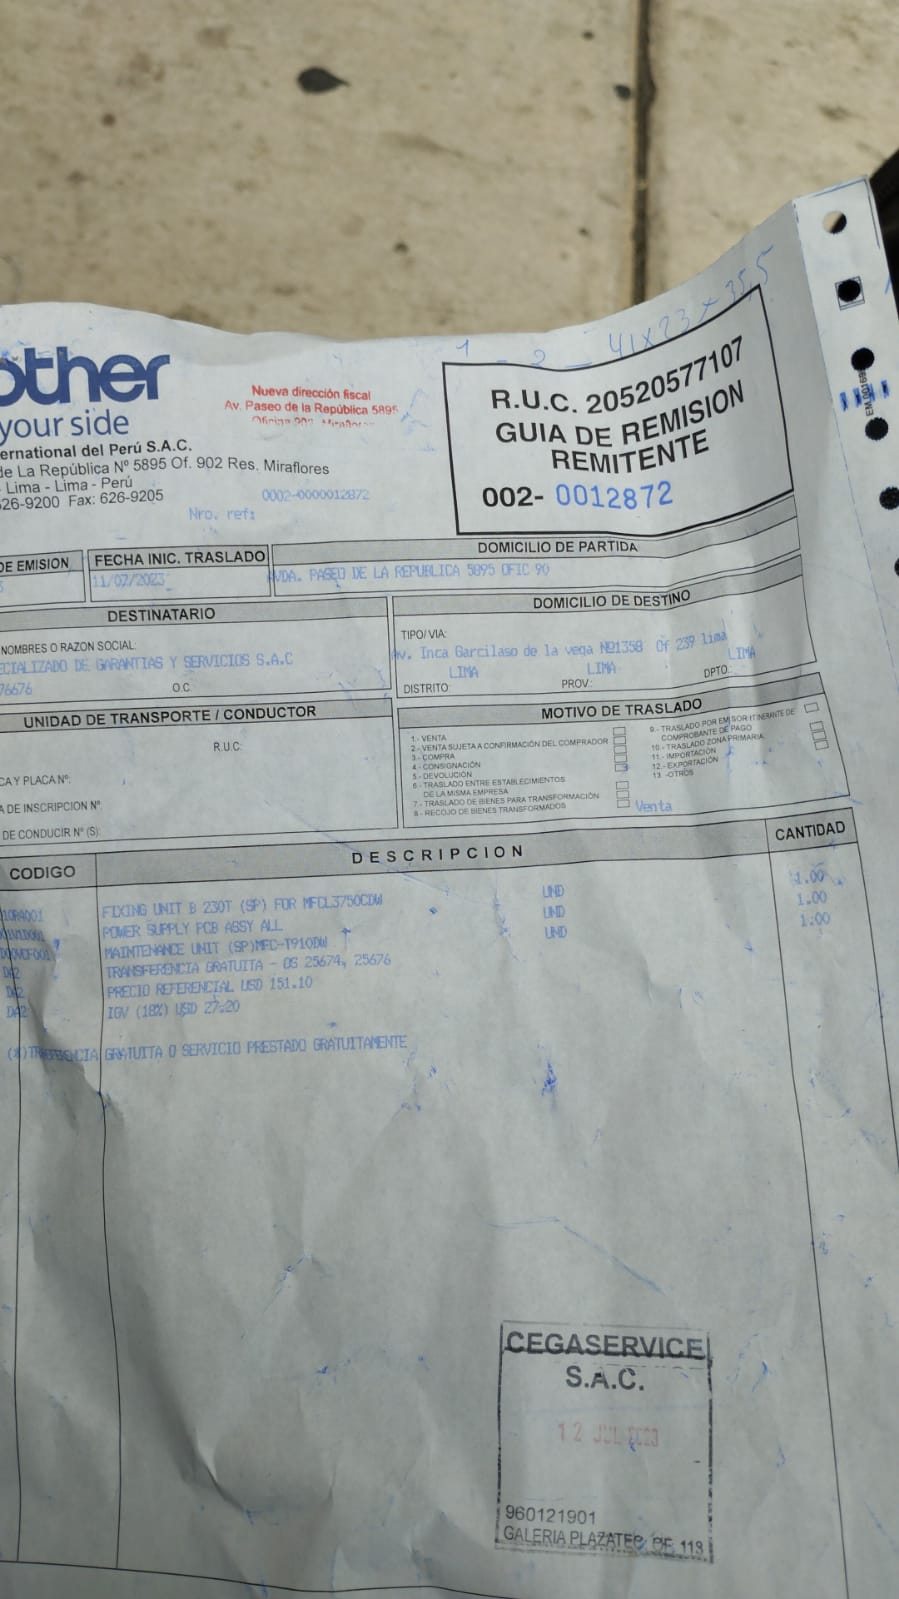 1 - 2 - 41x23x35.5
other
your side
Nueva dirección fiscal
Av. Paseo de la República 5895
Oficina 902 Miraflores
ernational del Perú S.A.C.
de La República Nº 5895 Of. 902 Res. Miraflores
Lima - Lima - Perú
626-9200 Fax: 626-9205
0002-0000012872
Nro. ref:
R.U.C. 20520577107
GUIA DE REMISION
REMITENTE
002- 0012872
DE EMISION
FECHA INIC. TRASLADO
11/07/2023
DOMICILIO DE PARTIDA
AVDA. PASEO DE LA REPUBLICA 5895 OFIC 90
DESTINATARIO
NOMBRES O RAZON SOCIAL:
ECIALIZADO DE GARANTIAS Y SERVICIOS S.A.C
76676
O.C.
DOMICILIO DE DESTINO
TIPO/ VIA:
Av. Inca Garcilaso de la vega Nº1358 Of 239 lima
LIMA LIMA LIMA
DISTRITO: PROV.: DPTO.:
UNIDAD DE TRANSPORTE / CONDUCTOR
R.U.C.
CA Y PLACA Nº:
A DE INSCRIPCION Nº
DE CONDUCIR Nº (S):
MOTIVO DE TRASLADO
1.- VENTA
2.- VENTA SUJETA A CONFIRMACIÓN DEL COMPRADOR
3.- COMPRA
4.- CONSIGNACIÓN
5.- DEVOLUCIÓN
6.- TRASLADO ENTRE ESTABLECIMIENTOS
DE LA MISMA EMPRESA
7.- TRASLADO DE BIENES PARA TRANSFORMACIÓN
8.- RECOJO DE BIENES TRANSFORMADOS
9.- TRASLADO POR EMISOR ITINERANTE DE
COMPROBANTE DE PAGO
10.- TRASLADO ZONA PRIMARIA
11.- IMPORTACIÓN
12.- EXPORTACIÓN
13.-OTROS
Venta
CODIGO
DESCRIPCION
CANTIDAD
FIXING UNIT B 230T (SP) FOR MFCL3750CDW UND 1.00
POWER SUPPLY PCB ASSY ALL UND 1.00
MAINTENANCE UNIT (SP)MFC-T910DW UND 1.00
TRANSFERENCIA GRATUITA - OS 25674, 25676
PRECIO REFERENCIAL USD 151.10
IGV (18%) USD 27.20
(*)TRANSFERENCIA GRATUITA O SERVICIO PRESTADO GRATUITAMENTE
CEGASERVICE
S.A.C.
12 JUL 2023
960121901
GALERIA PLAZATEC OF 113